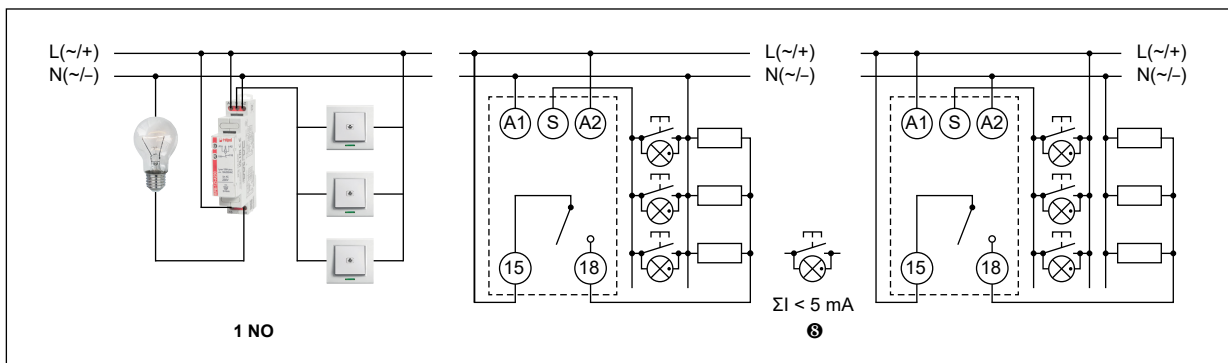 L(~/+)
N(~/–)
1 NO
A1 S A2
15 18
L(~/+)
N(~/–)
ΣI < 5 mA
❽
A1 S A2
15 18
L(~/+)
N(~/–)